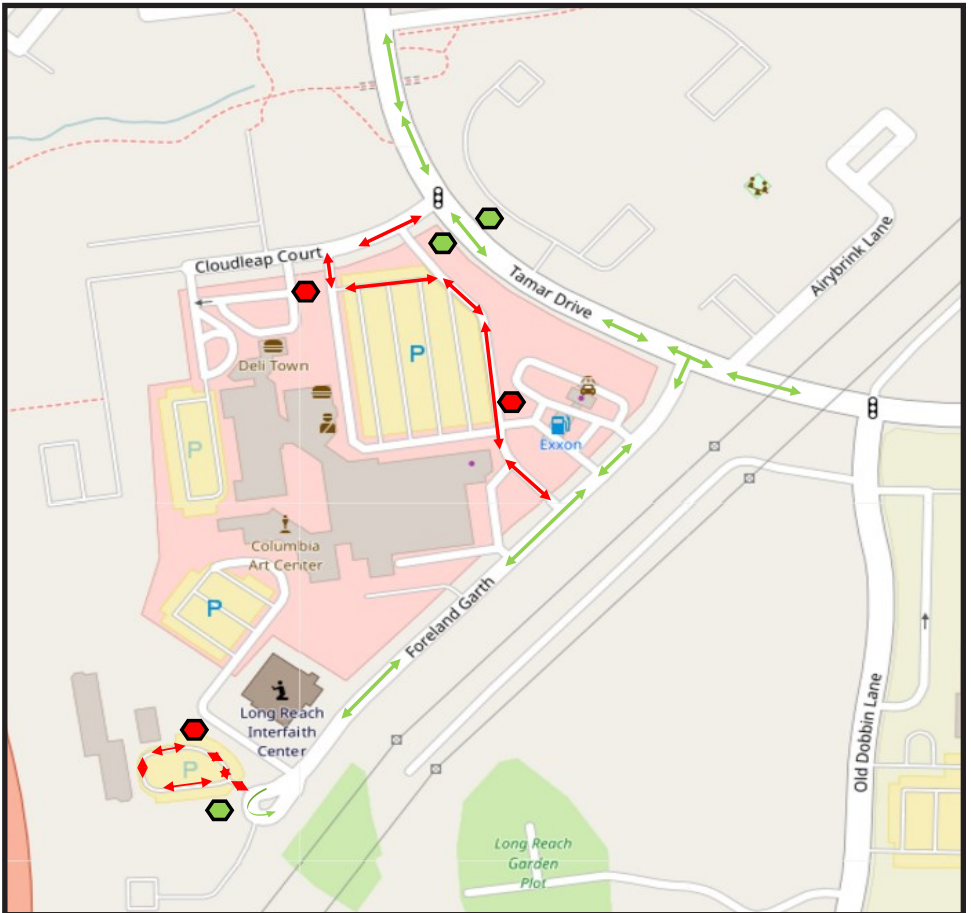 Cloudleap Court
Tamar Drive
Airybrink Lane
P
Deli Town
P
Exxon
Columbia
Art Center
P
Foreland Garth
Long Reach
Interfaith
Center
P
Old Dobbin Lane
Long Reach
Garden
Plot